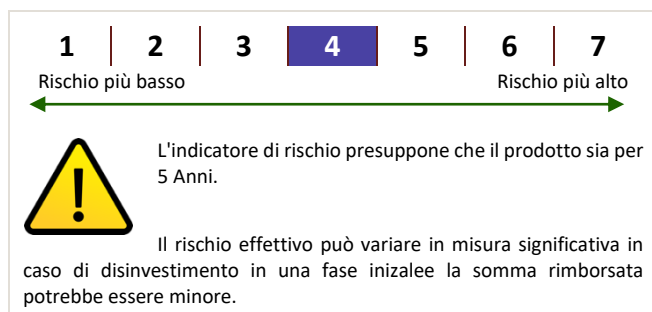 1 2 3 4 5 6 7
Rischio più basso Rischio più alto
L'indicatore di rischio presuppone che il prodotto sia per
5 Anni.
Il rischio effettivo può variare in misura significativa in
caso di disinvestimento in una fase inizalee la somma rimborsata
potrebbe essere minore.